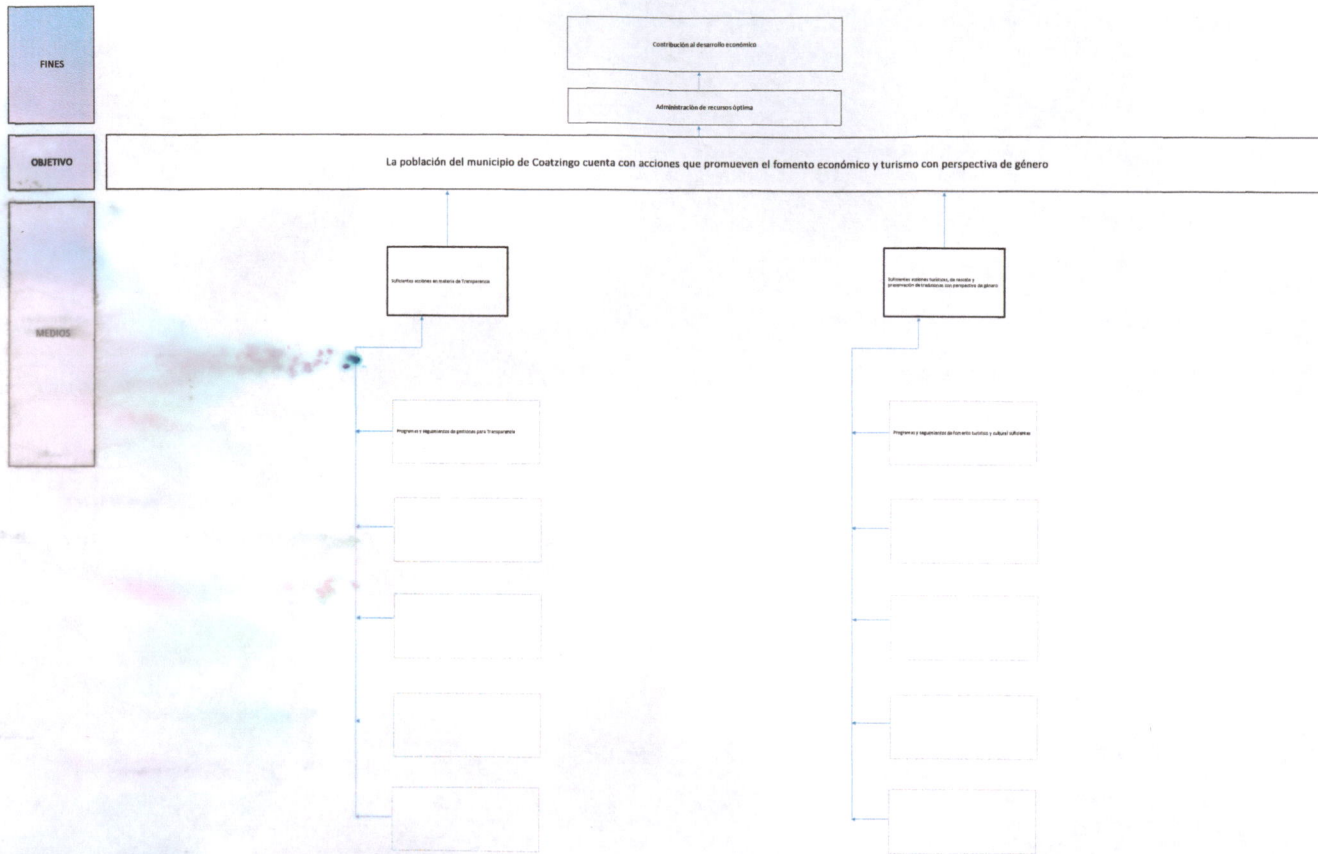 FINES
Contribución al desarrollo económico
Administración de recursos óptima
OBJETIVO
La población del municipio de Coatzingo cuenta con acciones que promueven el fomento económico y turismo con perspectiva de género
MEDIOS
Suficientes acciones en materia de Transparencia
Suficientes eventos turísticos, de rescate y
preservación de tradiciones con perspectiva de género
Programas y seguimientos de peticiones para Transparencia
Programas y seguimientos de fomento turístico y cultural suficientes